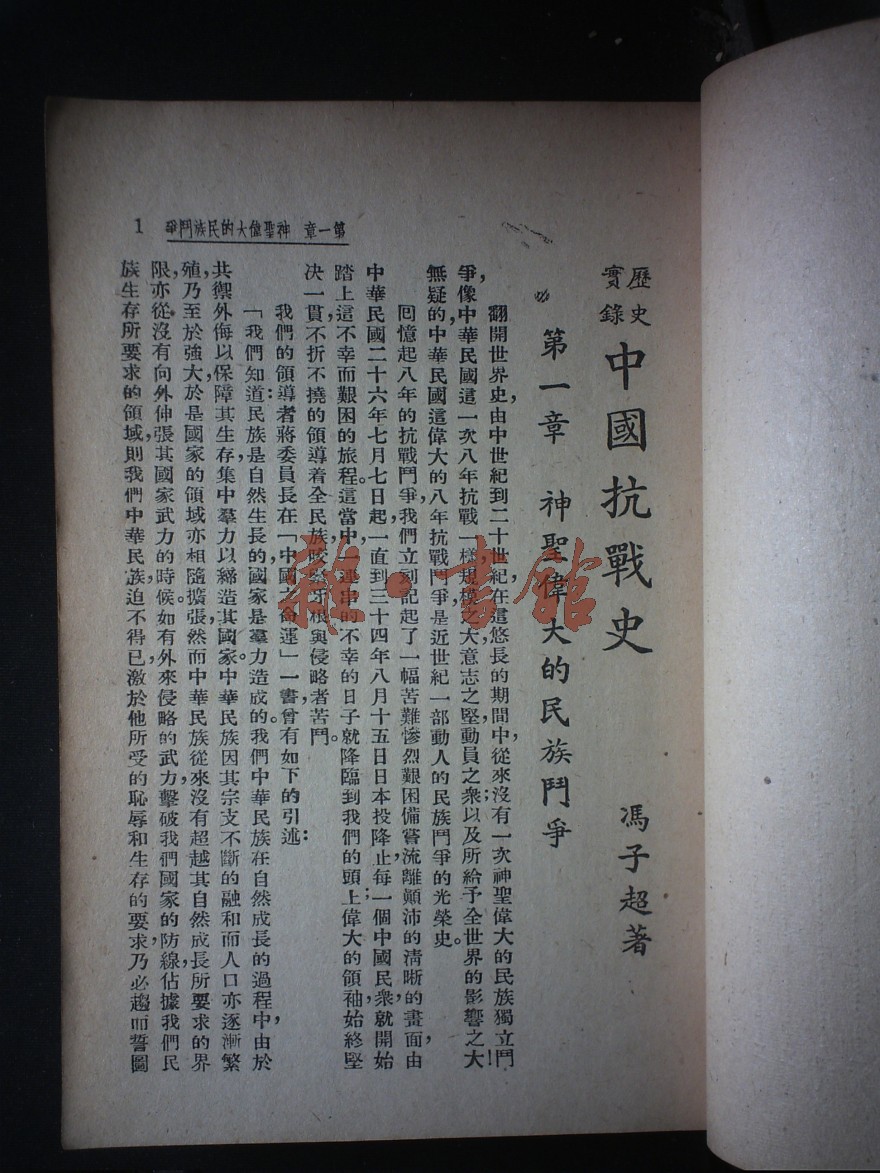 歷史
實錄
中國抗戰史
馮子超著
第一章 神聖偉大的民族鬥爭
翻開世界史,由中世紀到二十世紀,在這悠長的期間中,從來沒有一次神聖偉大的民族獨立鬥
爭,像中華民國這一次八年抗戰一樣,規模之大,意志之堅,動員之衆;以及所給予全世界的影響之大!
無疑的,中華民國這偉大的八年抗戰鬥爭是近世紀一部動人的民族鬥爭的光榮史。
回憶起八年的抗戰鬥爭,我們立刻記起了一幅苦難慘烈艱困備嘗,流離顚沛的清晰的畫面,由
中華民國二十六年七月七日起一直到三十四年八月十五日日本投降止;每一個中國民衆,就開始
踏上這不幸而艱困的旅程。這當中,一連串的不幸的日子就降臨到我們的頭上,偉大的領袖,始終堅
决一貫,不折不撓的領導着全民族,咬緊牙根與侵略者苦鬥。
我們的領導者蔣委員長在「中國之命運」一書,曾有如下的引述:
「我們知道:民族是自然生長的,國家是羣力造成的。我們中華民族在自然成長的過程中,由於
共禦外侮以保障其生存,集中羣力以締造其國家。中華民族因其宗支不斷的融和而人口亦逐漸繁
殖,乃至於強大,於是國家的領域亦相隨擴張,然而中華民族從來沒有超越其自然成長所要求的界
限,亦從沒有向外伸張其國家武力的時候。如有外來侵略的武力,擊破我們國家的防線,佔據我們民
族生存所要求的領域,則我們中華民族,迫不得已,激於他所受的恥辱和生存的要求,乃必趨而誓圖
第一章 神聖偉大的民族鬥爭
1
雜·書館